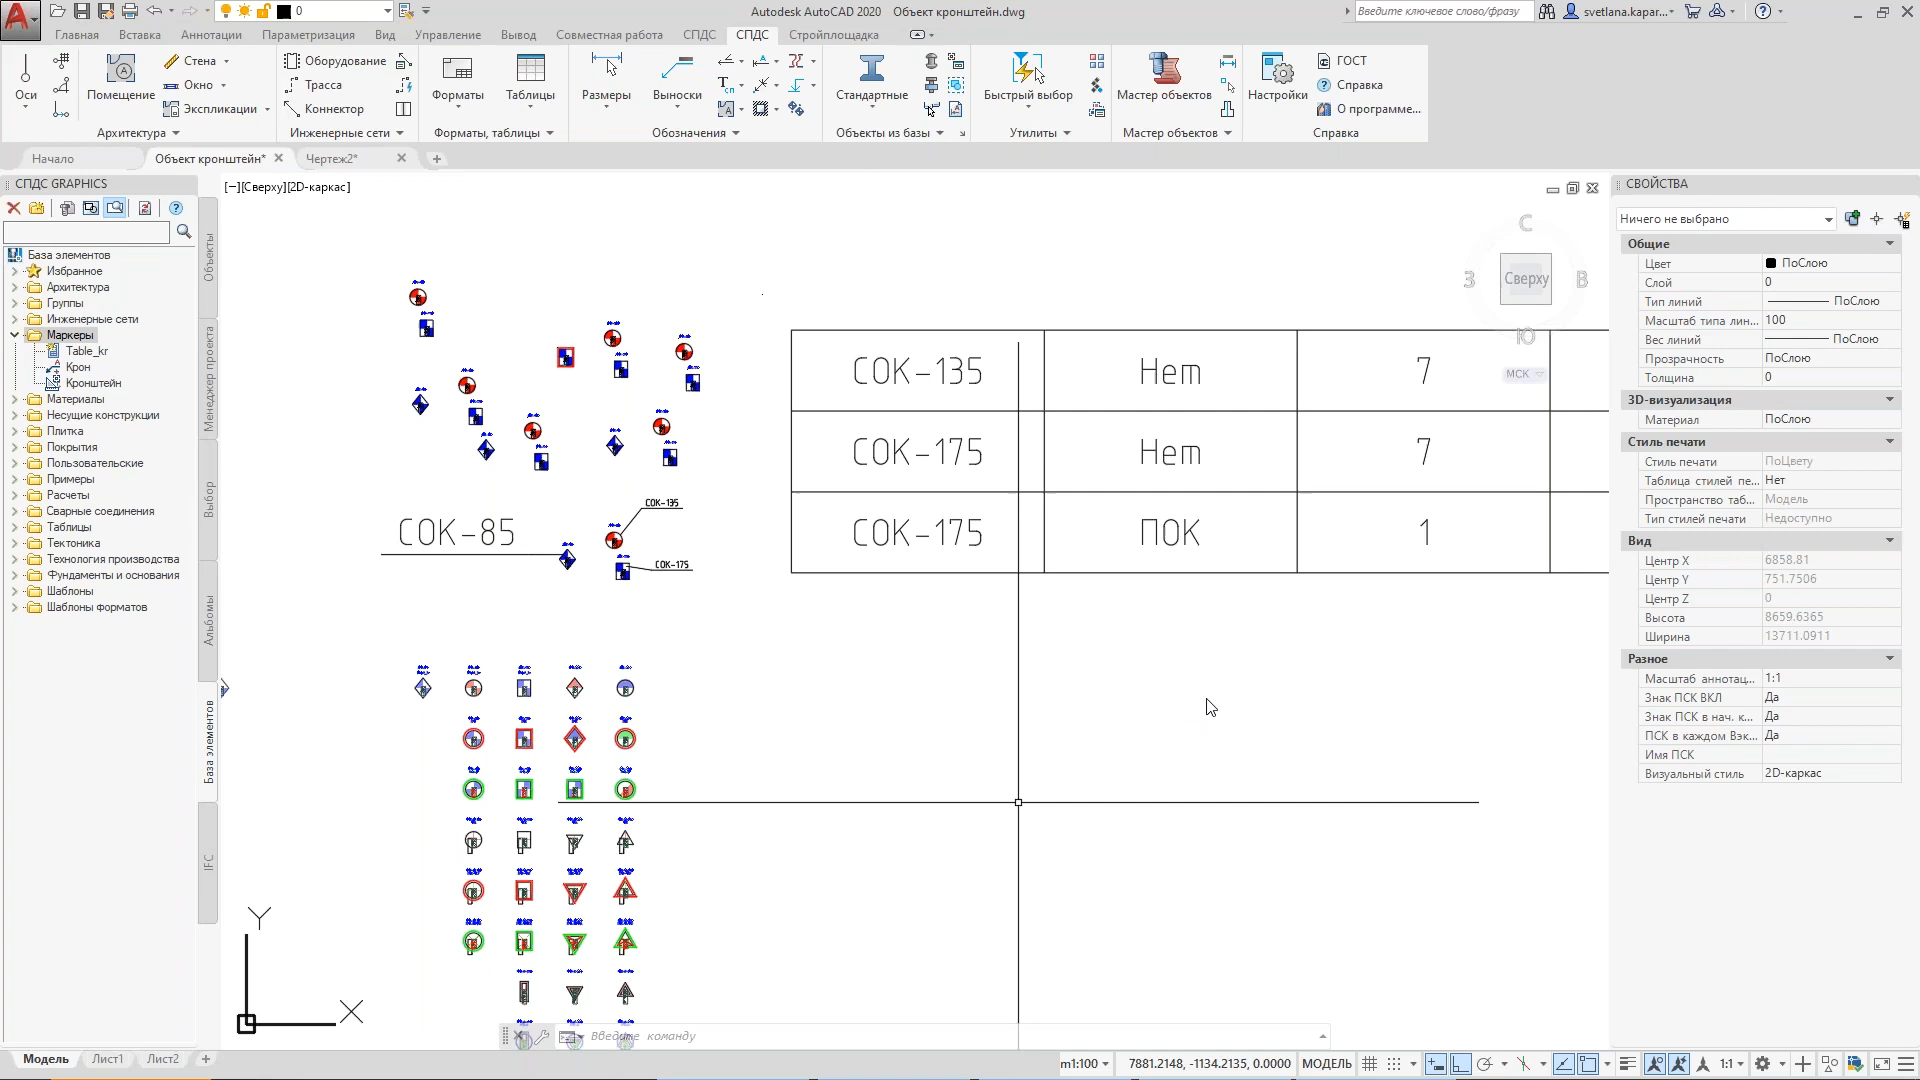 0
Autodesk AutoCAD 2020
Объект кронштейн.dwg
Введите ключевое слово/фразу
svetlana.kapar...
Главная
Вставка
Аннотации
Параметризация
Вид
Управление
Вывод
Совместная работа
СПДС
СПДС
Стройплощадка
Оси
Помещение
Стена
Окно
Экспликации
Оборудование
Трасса
Коннектор
Форматы
Таблицы
Размеры
Выноски
Стандартные
Быстрый выбор
Мастер объектов
Настройки
ГОСТ
Справка
О программе...
Архитектура
Инженерные сети
Форматы, таблицы
Обозначения
Объекты из базы
Утилиты
Мастер объектов
Справка
Начало
Объект кронштейн*
Чертеж2*
СПДС GRAPHICS
База элементов
Избранное
Архитектура
Группы
Инженерные сети
Маркеры
Table_kr
Крон
Кронштейн
Материалы
Несущие конструкции
Плитка
Покрытия
Пользовательские
Примеры
Расчеты
Сварные соединения
Таблицы
Тектоника
Технология производства
Фундаменты и основания
Шаблоны
Шаблоны форматов
Объекты
Менеджер проекта
Выбор
Альбомы
База элементов
IFC
[−][Сверху][2D-каркас]
СОК-135 Нет 7
СОК-175 Нет 7
СОК-175 ПОК 1
СОК-85
СОК-135
СОК-175
С
З
Сверху
В
Ю
МСК
Y
X
Введите команду
СВОЙСТВА
Ничего не выбрано
Общие
Цвет ПоСлою
Слой 0
Тип линий ПоСлою
Масштаб типа лин... 100
Вес линий ПоСлою
Прозрачность ПоСлою
Толщина 0
3D-визуализация
Материал ПоСлою
Стиль печати
Стиль печати ПоЦвету
Таблица стилей пе... Нет
Пространство таб... Модель
Тип стилей печати Недоступно
Вид
Центр X 6858.81
Центр Y 751.7506
Центр Z 0
Высота 8659.6365
Ширина 13711.0911
Разное
Масштаб аннотац... 1:1
Знак ПСК ВКЛ Да
Знак ПСК в нач. к... Да
ПСК в каждом Вэк... Да
Имя ПСК
Визуальный стиль 2D-каркас
Модель
Лист1
Лист2
m1:100
7881.2148, -1134.2135, 0.0000
МОДЕЛЬ
1:1